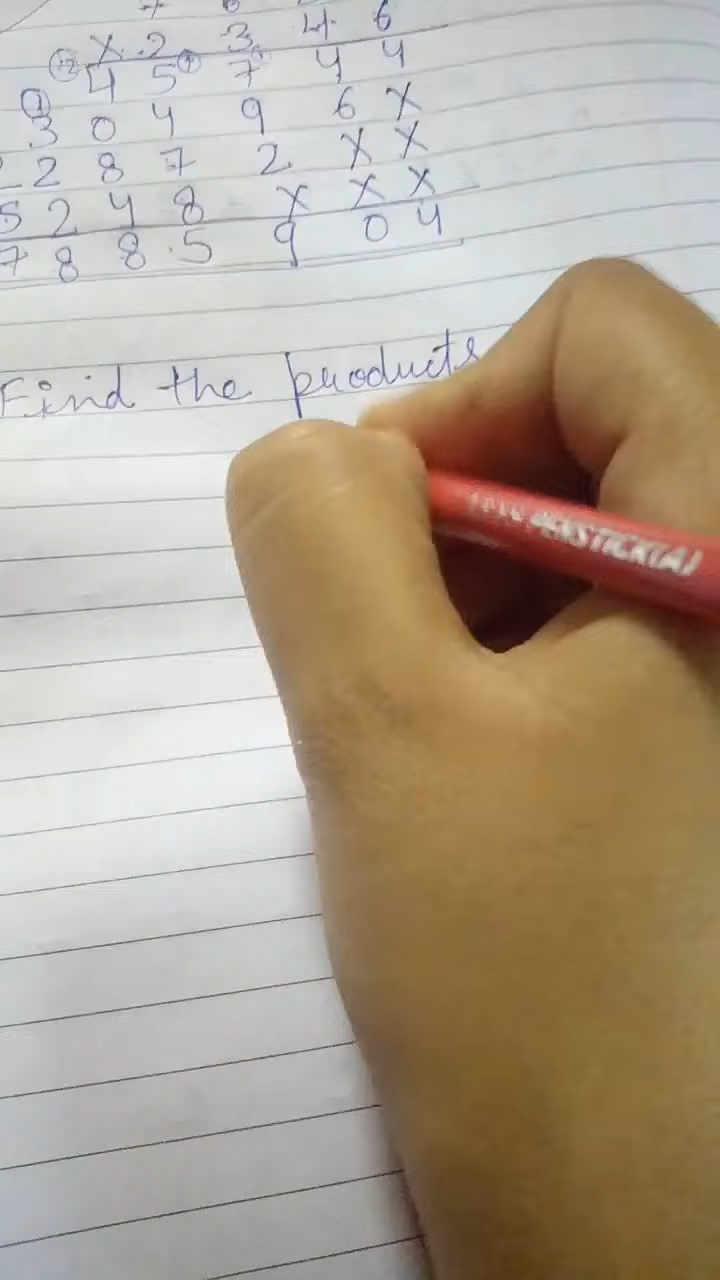 × 2 3 4 6
4 5 7 4 4
3 0 4 9 6 ×
2 2 8 7 2 × ×
5 2 4 8 × × ×
7 8 8 5 9 0 4
Find the products